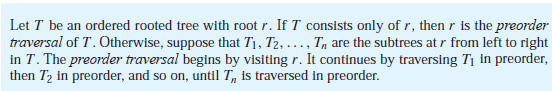 Let T be an ordered rooted tree with root r. If T consists only of r, then r is the preorder
traversal of T. Otherwise, suppose that T₁, T₂, . . . , Tₙ are the subtrees at r from left to right
in T. The preorder traversal begins by visiting r. It continues by traversing T₁ in preorder,
then T₂ in preorder, and so on, until Tₙ is traversed in preorder.